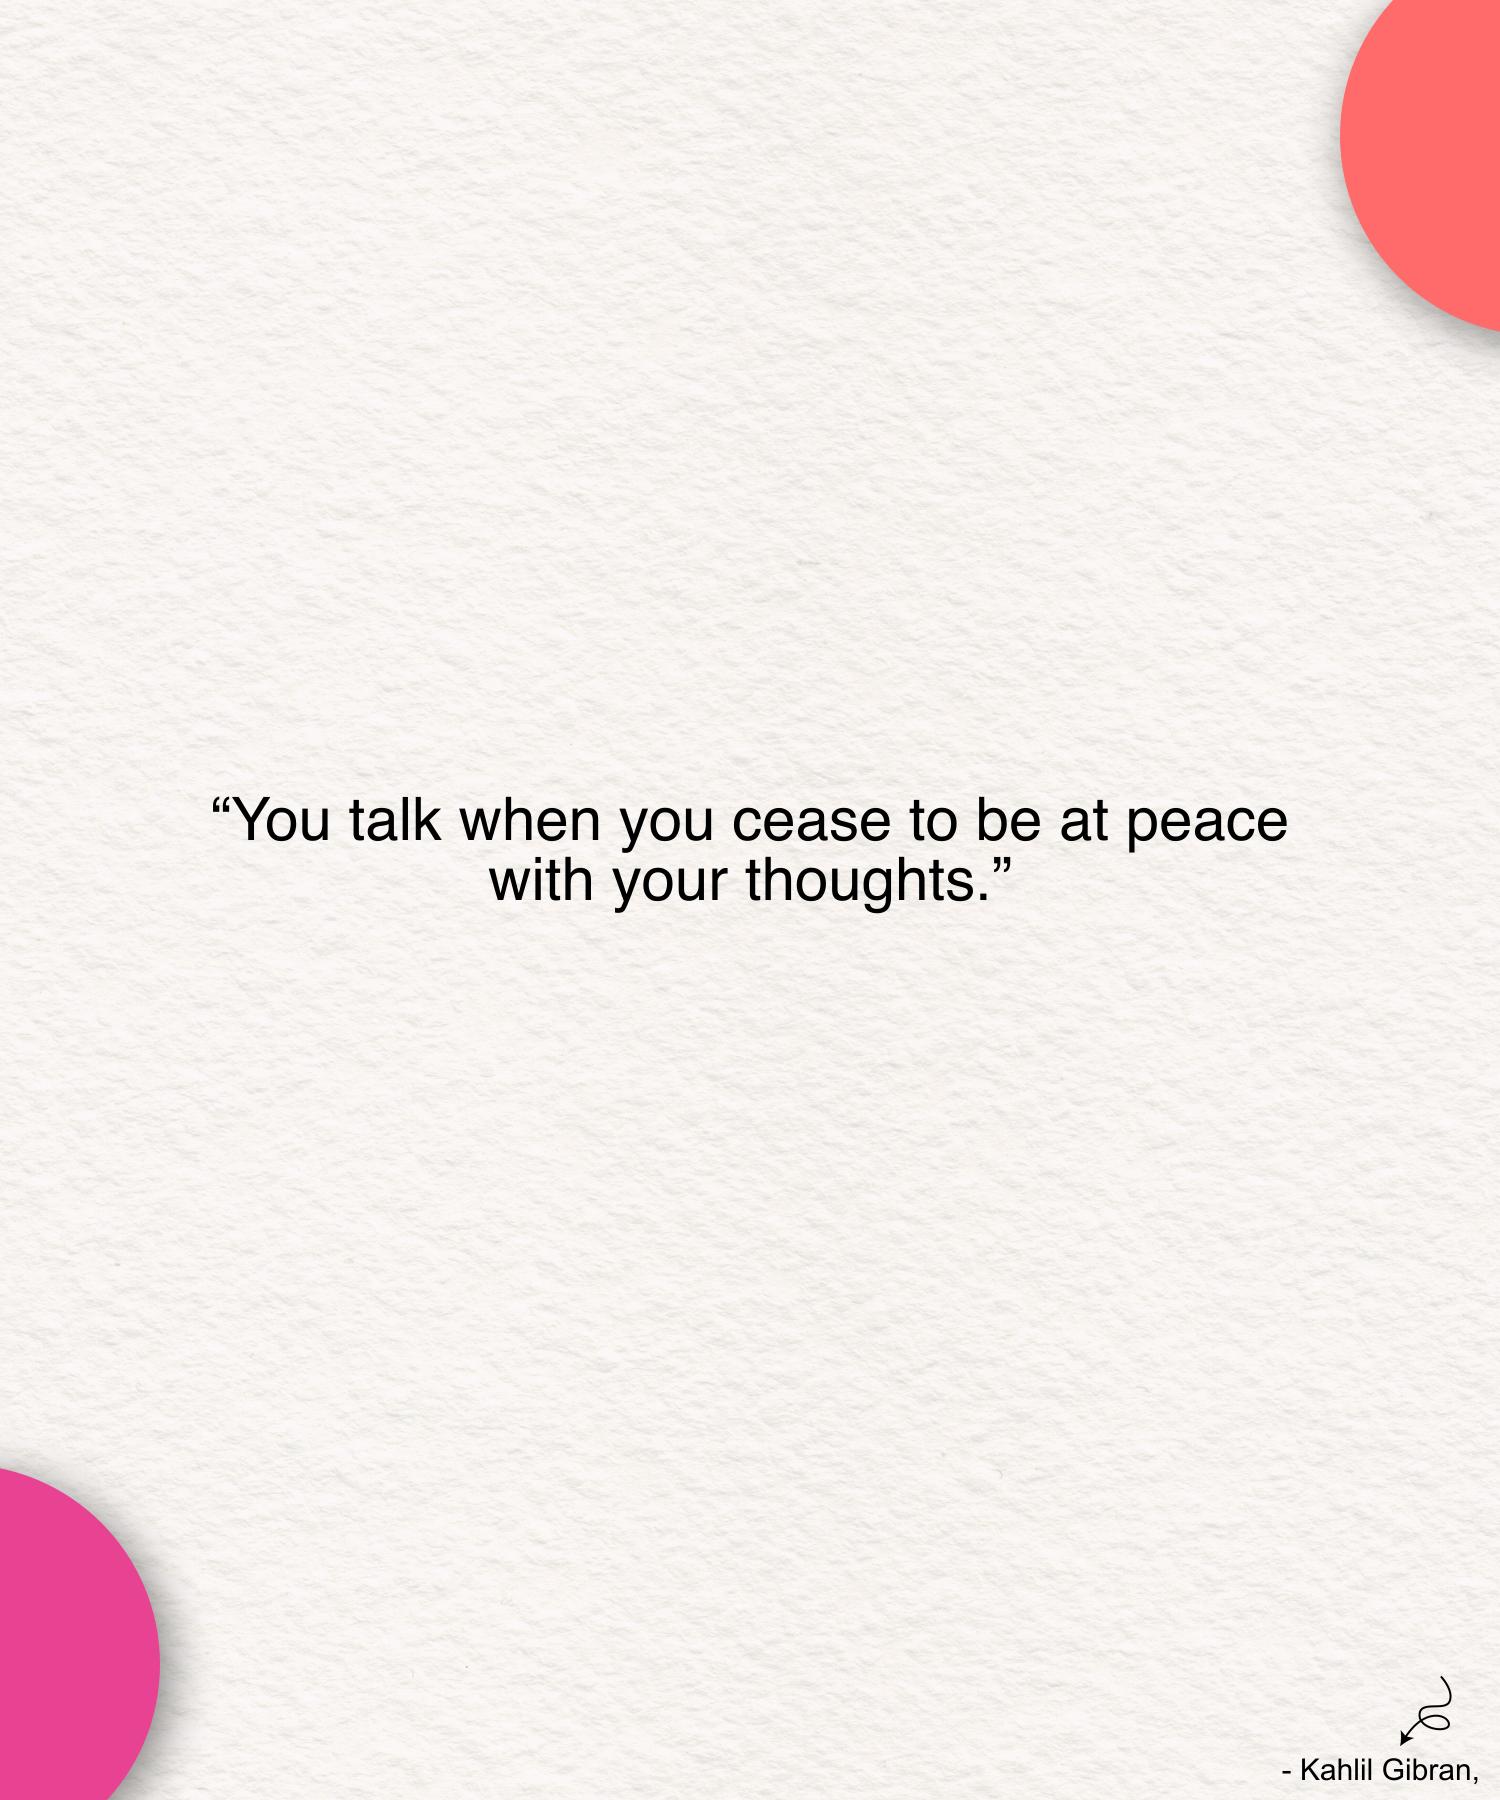 “You talk when you cease to be at peace
with your thoughts.”
- Kahlil Gibran,